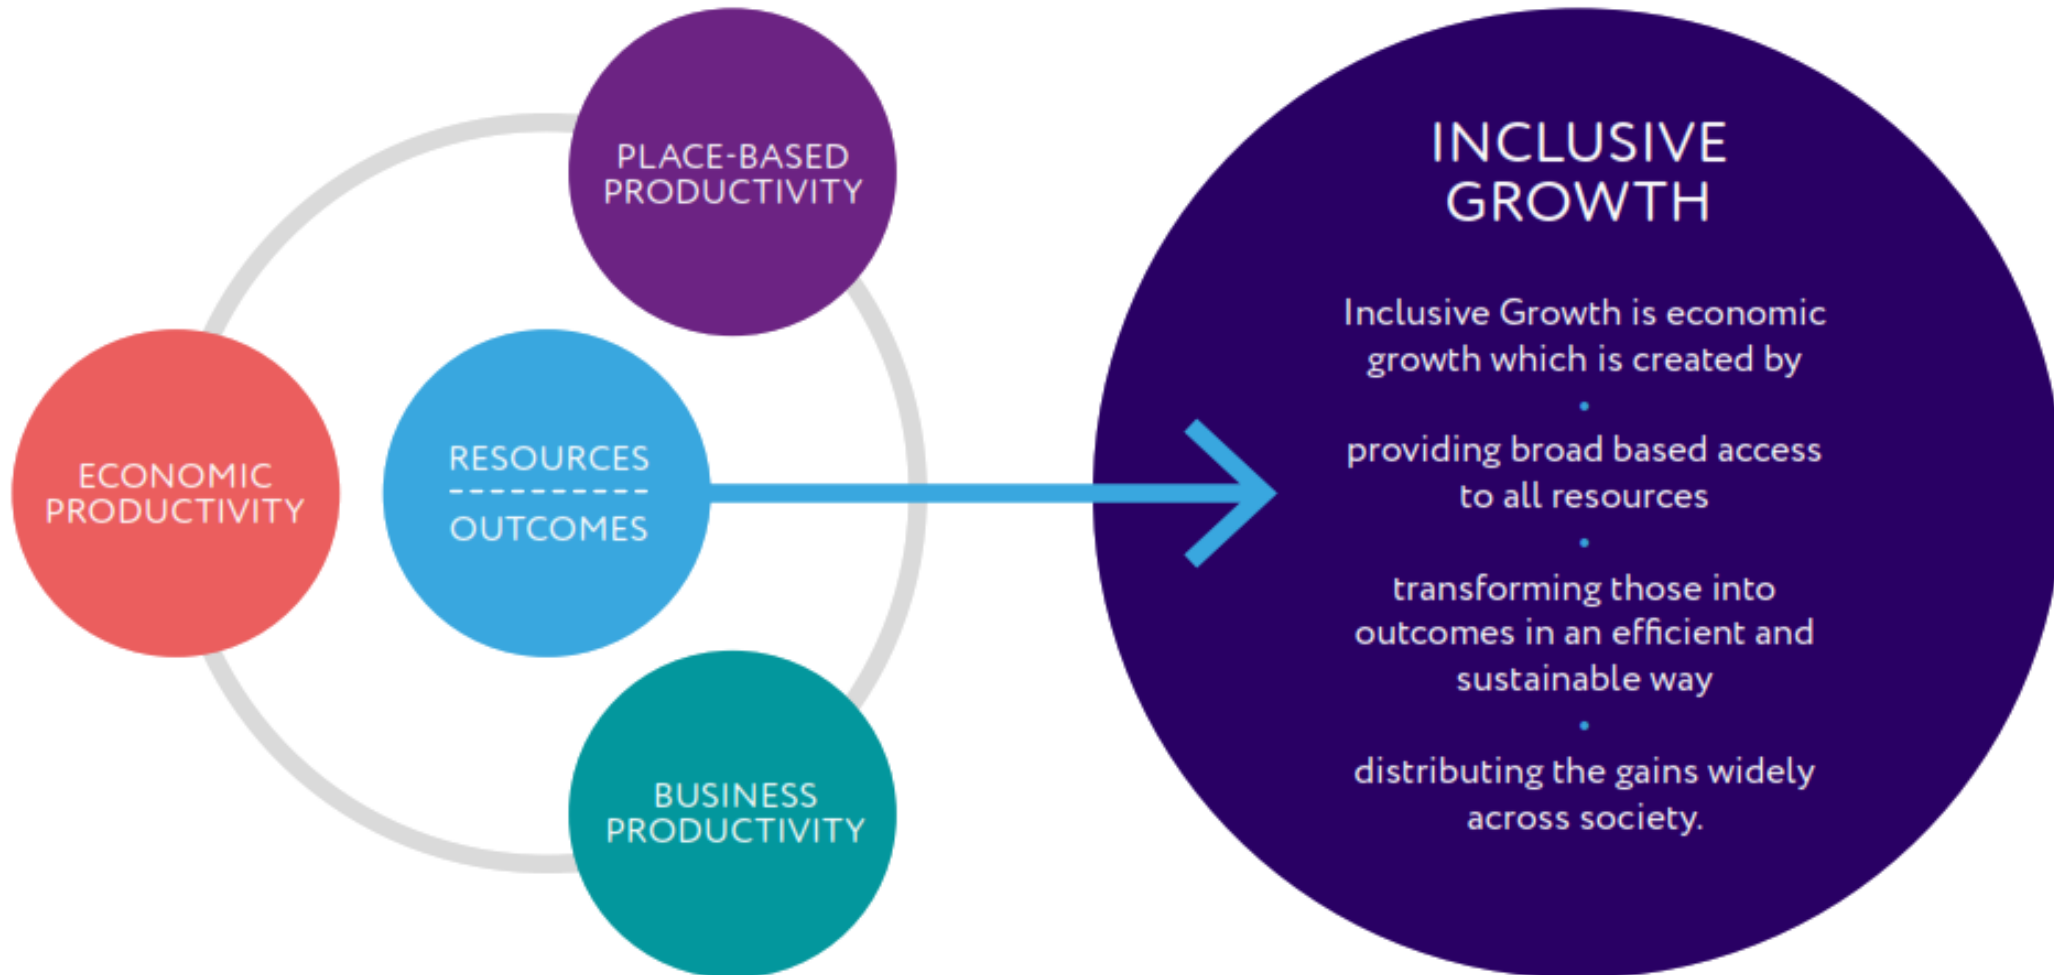 PLACE-BASED
PRODUCTIVITY
ECONOMIC
PRODUCTIVITY
RESOURCES
OUTCOMES
BUSINESS
PRODUCTIVITY
INCLUSIVE
GROWTH
Inclusive Growth is economic
growth which is created by
•
providing broad based access
to all resources
•
transforming those into
outcomes in an efficient and
sustainable way
•
distributing the gains widely
across society.